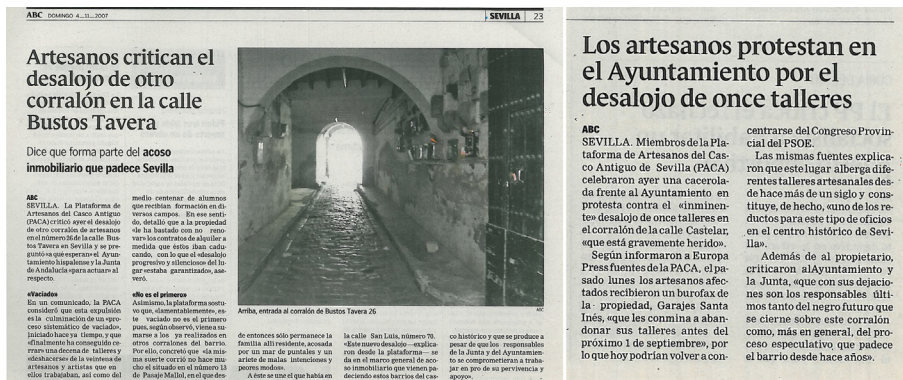 ABC DOMINGO 4_11_2007
SEVILLA 23
Artesanos critican el
desalojo de otro
corralón en la calle
Bustos Tavera
Dice que forma parte del acoso
inmobiliario que padece Sevilla
ABC
SEVILLA. La Plataforma de
Artesanos del Casco Antiguo
(PACA) criticó ayer el desalojo
de otro corralón de artesanos
en el número 26 de la calle Bus-
tos Tavera en Sevilla y se pre-
guntó «a qué esperan» el Ayun-
tamiento hispalense y la Junta
de Andalucía «para actuar» al
respecto.
«Vaciado»
En un comunicado, la PACA
consideró que esta expulsión
es la culminación de un «pro-
ceso sistemático de vaciado»,
iniciado hace ya tiempo, y que
«finalmente ha conseguido ce-
rrar» una decena de talleres y
«deshacerse» de la veintena de
artesanos y artistas que en
ellos trabajaban, así como del
medio centenar de alumnos
que recibían formación en di-
versos campos. En ese senti-
do, detalló que a la propiedad
«le ha bastado con no reno-
var» los contratos de alquiler a
medida que éstos iban cadu-
cando, con lo que el «desalojo
progresivo y silencioso» del lu-
gar «estaba garantizado», ase-
veró.
«No es el primero»
Asimismo, la plataforma sostu-
vo que, «lamentablemente», es-
te vaciado no es el primero
pues, según observó, viene a su-
marse a los ya realizados en
otros corralones del entorno.
Por ello, concretó que «la mis-
ma suerte corrió no hace mu-
cho el situado en el número 13
de Pasaje Mallol, en el que des-
Arriba, entrada al corralón de Bustos Tavera 26
ABC
de entonces sólo permanece la
familia allí residente, acosada
por un mar de puntales y un
ariete de malas intenciones y
peores modos».
A éste se une el que había en
la calle San Luis, número 70.
«Este nuevo desalojo —explica-
ron desde la plataforma— se
da en el marco general de aco-
so inmobiliario que vienen pa-
deciendo estos barrios del cas-
co histórico y que se produce a
pesar de que los responsables
de la Junta y del Ayuntamien-
to se comprometieran a traba-
jar en pro de su pervivencia y
apoyo».
Los artesanos protestan en
el Ayuntamiento por el
desalojo de once talleres
ABC
SEVILLA. Miembros de la Pla-
taforma de Artesanos del Cas-
co Antiguo de Sevilla (PACA)
celebraron ayer una cacerola-
da frente al Ayuntamiento en
protesta contra el «inminen-
te» desalojo de once talleres en
el corralón de la calle Castelar,
«que está gravemente herido».
Según informaron a Europa
Press fuentes de la PACA, el pa-
sado lunes los artesanos afec-
tados recibieron un burofax de
la propiedad, Garajes Santa
Inés, «que les conmina a aban-
donar sus talleres antes del
próximo 1 de septiembre», por
lo que hoy podrían volver a con-
centrarse del Congreso Provin-
cial del PSOE.
Las mismas fuentes explica-
ron que este lugar alberga dife-
rentes talleres artesanales des-
de hace más de un siglo y cons-
tituye, de hecho, «uno de los re-
ductos para este tipo de oficios
en el centro histórico de Sevi-
lla».
Además de al propietario,
criticaron al Ayuntamiento y
la Junta, «que con sus dejacio-
nes son los responsables últi-
mos tanto del negro futuro que
se cierne sobre este corralón
como, más en general, del pro-
ceso especulativo que padece
el barrio desde hace años».